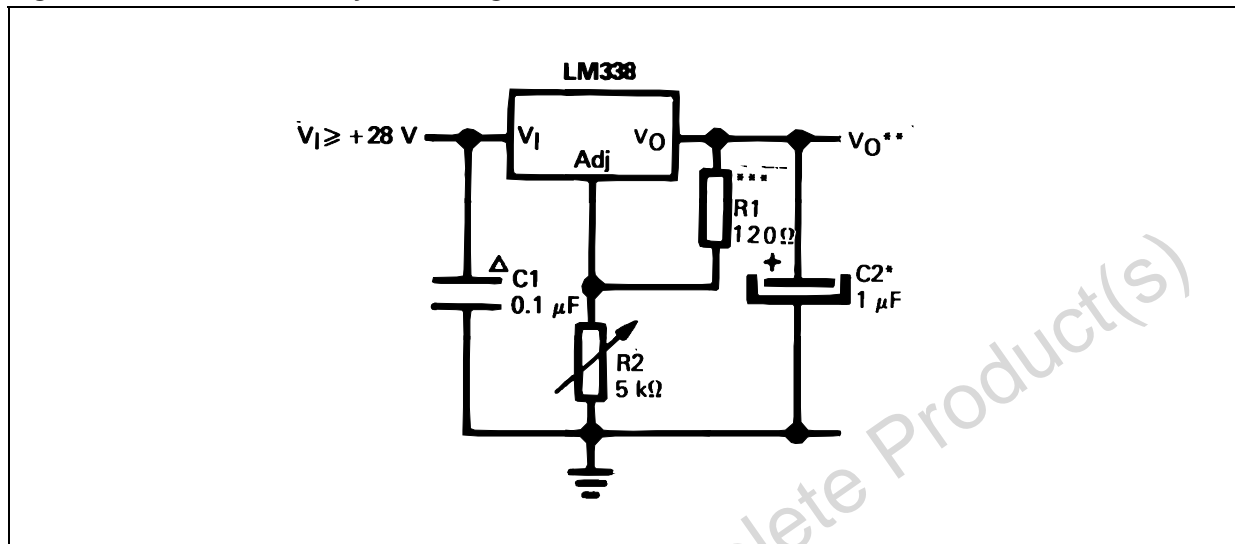 LM338
V_I ≥ + 28 V
V_I
V_O
Adj
V_O**
***
R1
120Ω
+
Δ C1
0.1 μF
C2*
1 μF
R2
5 kΩ
lete Product(s)